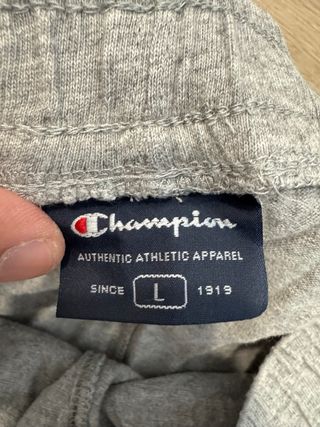 Champion
AUTHENTIC ATHLETIC APPAREL
SINCE L 1919